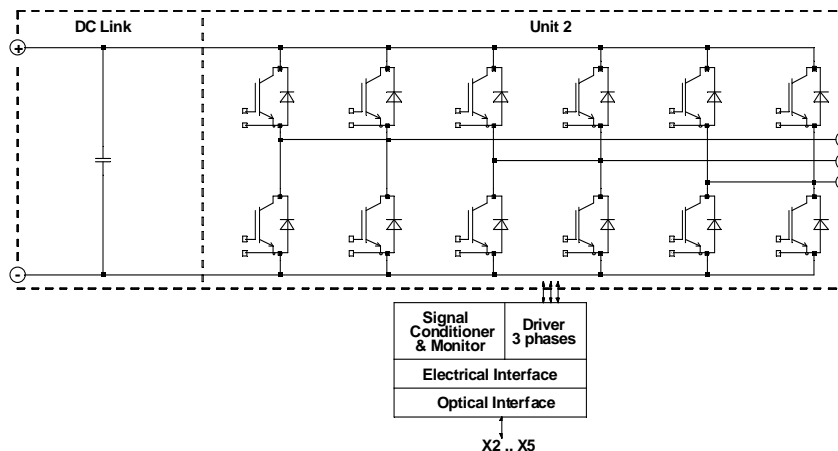 DC Link
Unit 2
+
-
Signal
Conditioner
& Monitor
Driver
3 phases
Electrical Interface
Optical Interface
X2 .. X5